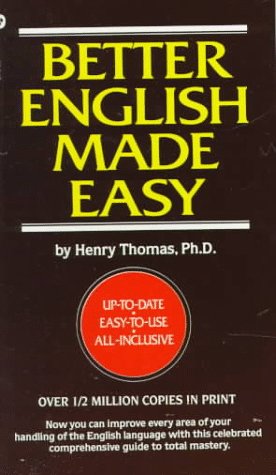 BETTER
ENGLISH
MADE
EASY
by Henry Thomas, Ph.D.
UP-TO-DATE
EASY-TO-USE
ALL-INCLUSIVE
OVER 1/2 MILLION COPIES IN PRINT
Now you can improve every area of your
handling of the English language with this celebrated
comprehensive guide to total mastery.